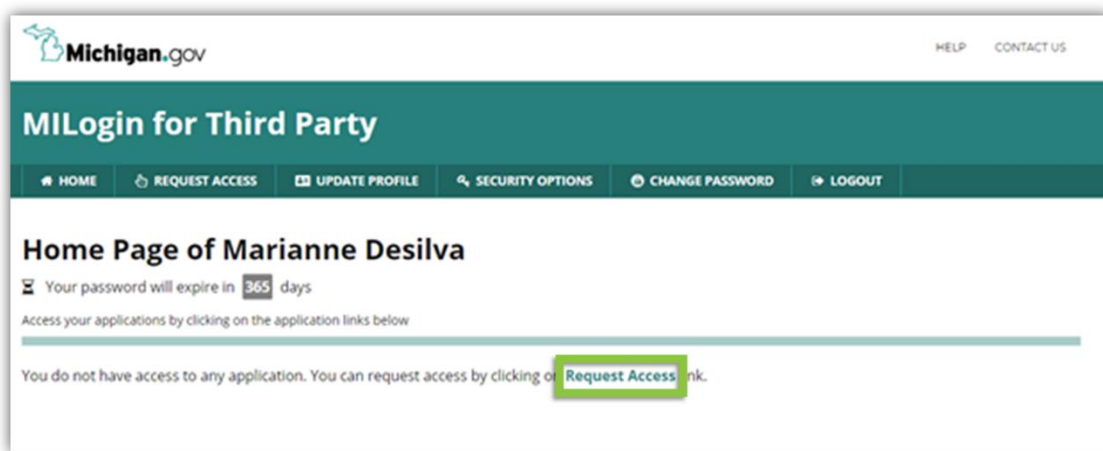 Michigan.gov
HELP CONTACT US
MILogin for Third Party
HOME REQUEST ACCESS UPDATE PROFILE SECURITY OPTIONS CHANGE PASSWORD LOGOUT
Home Page of Marianne Desilva
Your password will expire in 365 days
Access your applications by clicking on the application links below
You do not have access to any application. You can request access by clicking Request Access